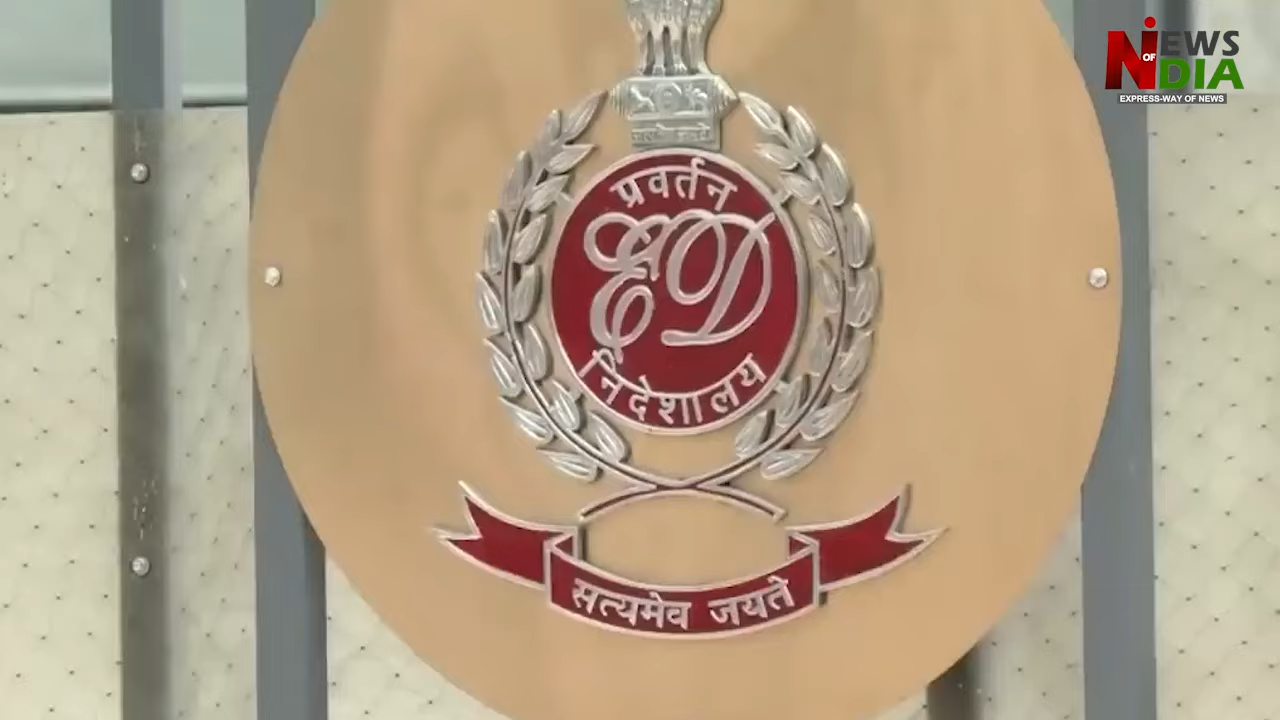 NEWS
OF
INDIA
EXPRESS-WAY OF NEWS
प्रवर्तन
ED
निदेशालय
सत्यमेव जयते